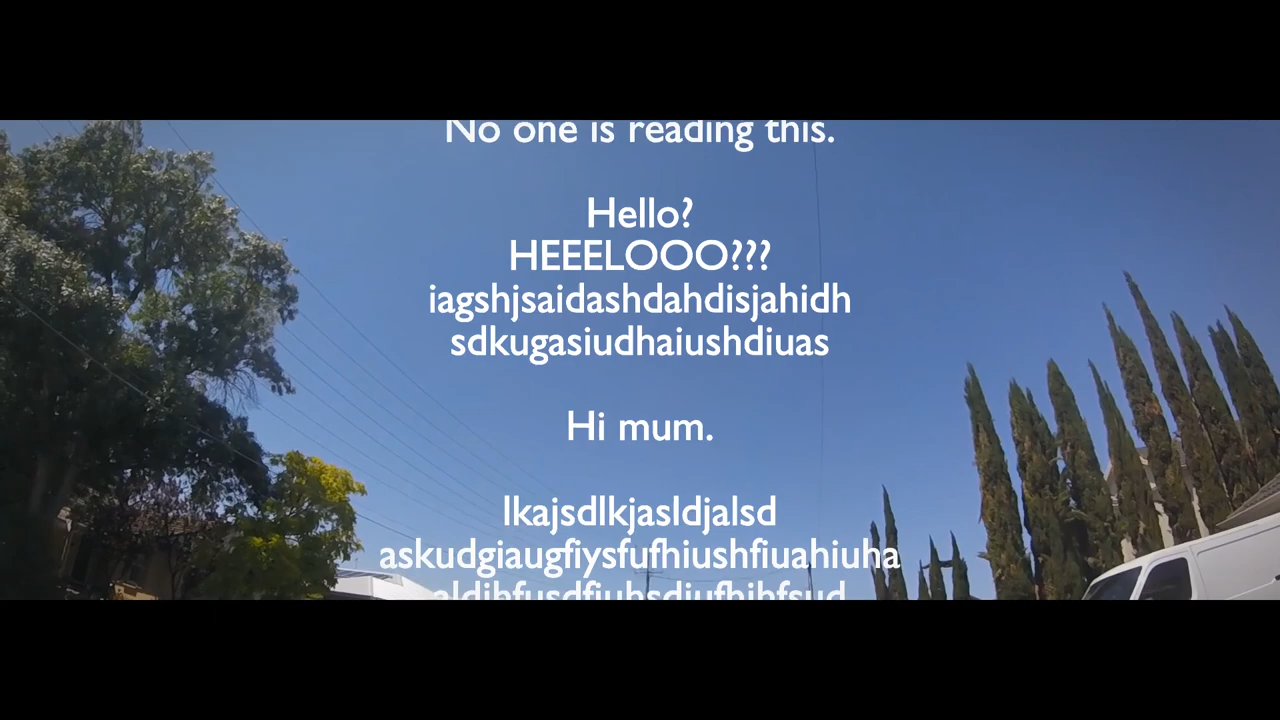 No one is reading this.
Hello?
HEEELOOO???
iagshjsaidashdahdisjahidh
sdkugasiudhaiushdiuas
Hi mum.
lkajsdlkjasldjalsd
askudgiaugfiysfufhiushfiuahiuha